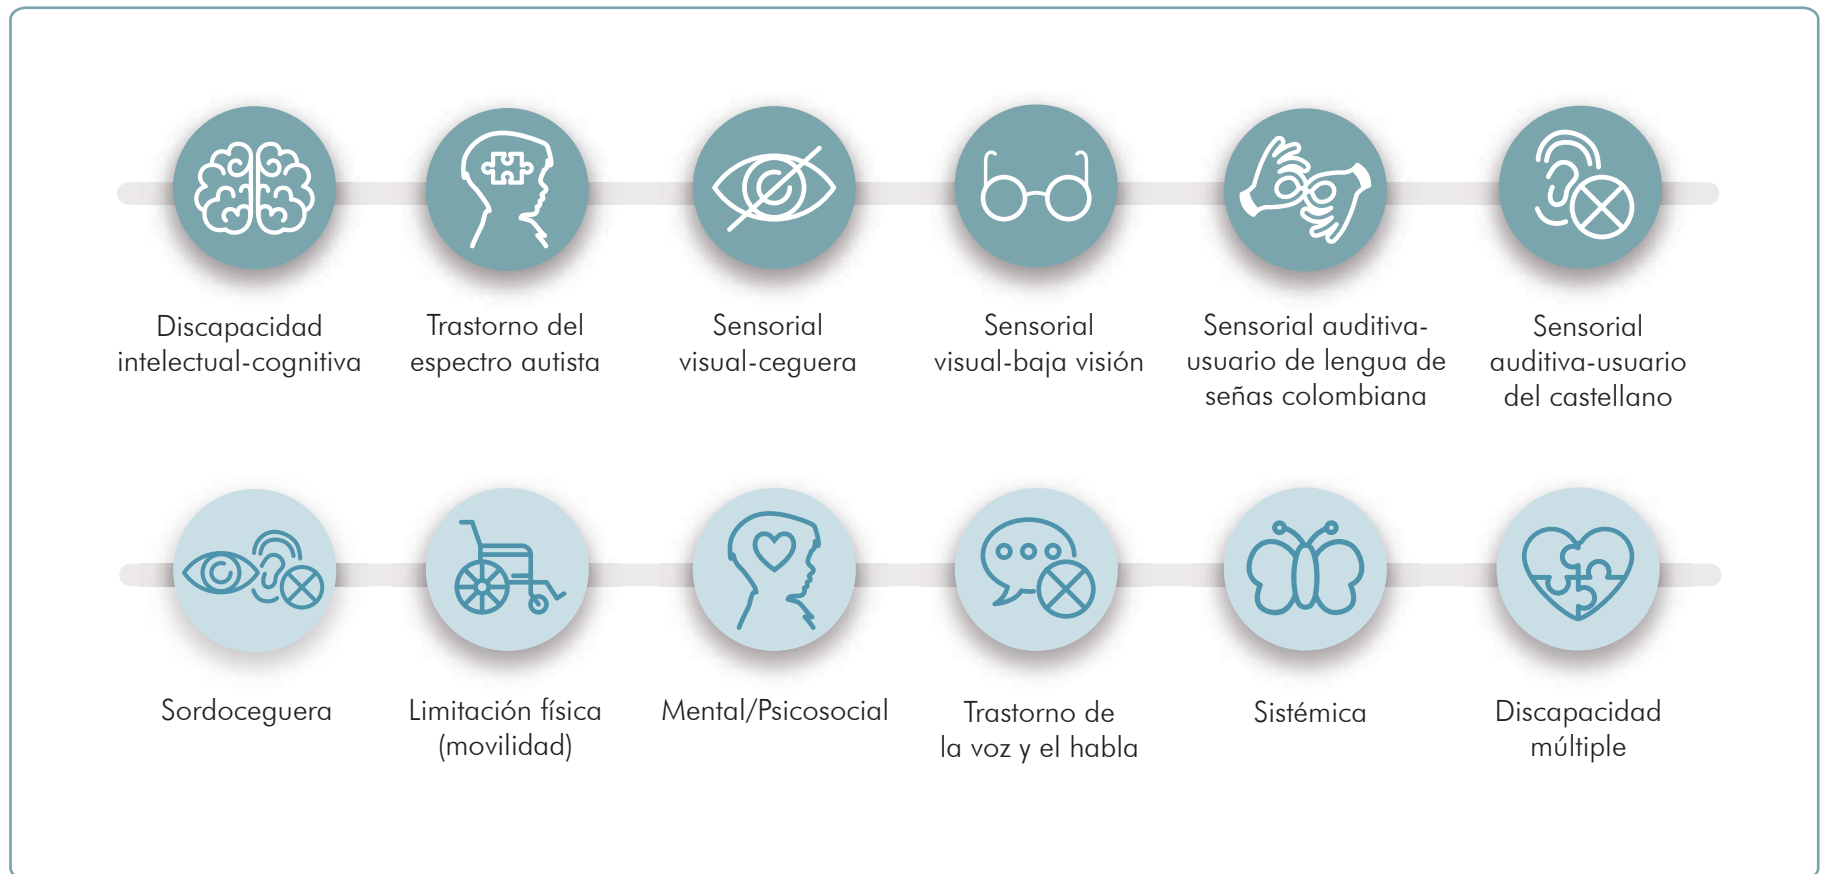 Discapacidad
intelectual-cognitiva
Trastorno del
espectro autista
Sensorial
visual-ceguera
Sensorial
visual-baja visión
Sensorial auditiva-
usuario de lengua de
señas colombiana
Sensorial
auditiva-usuario
del castellano
Sordoceguera
Limitación física
(movilidad)
Mental/Psicosocial
Trastorno de
la voz y el habla
Sistémica
Discapacidad
múltiple